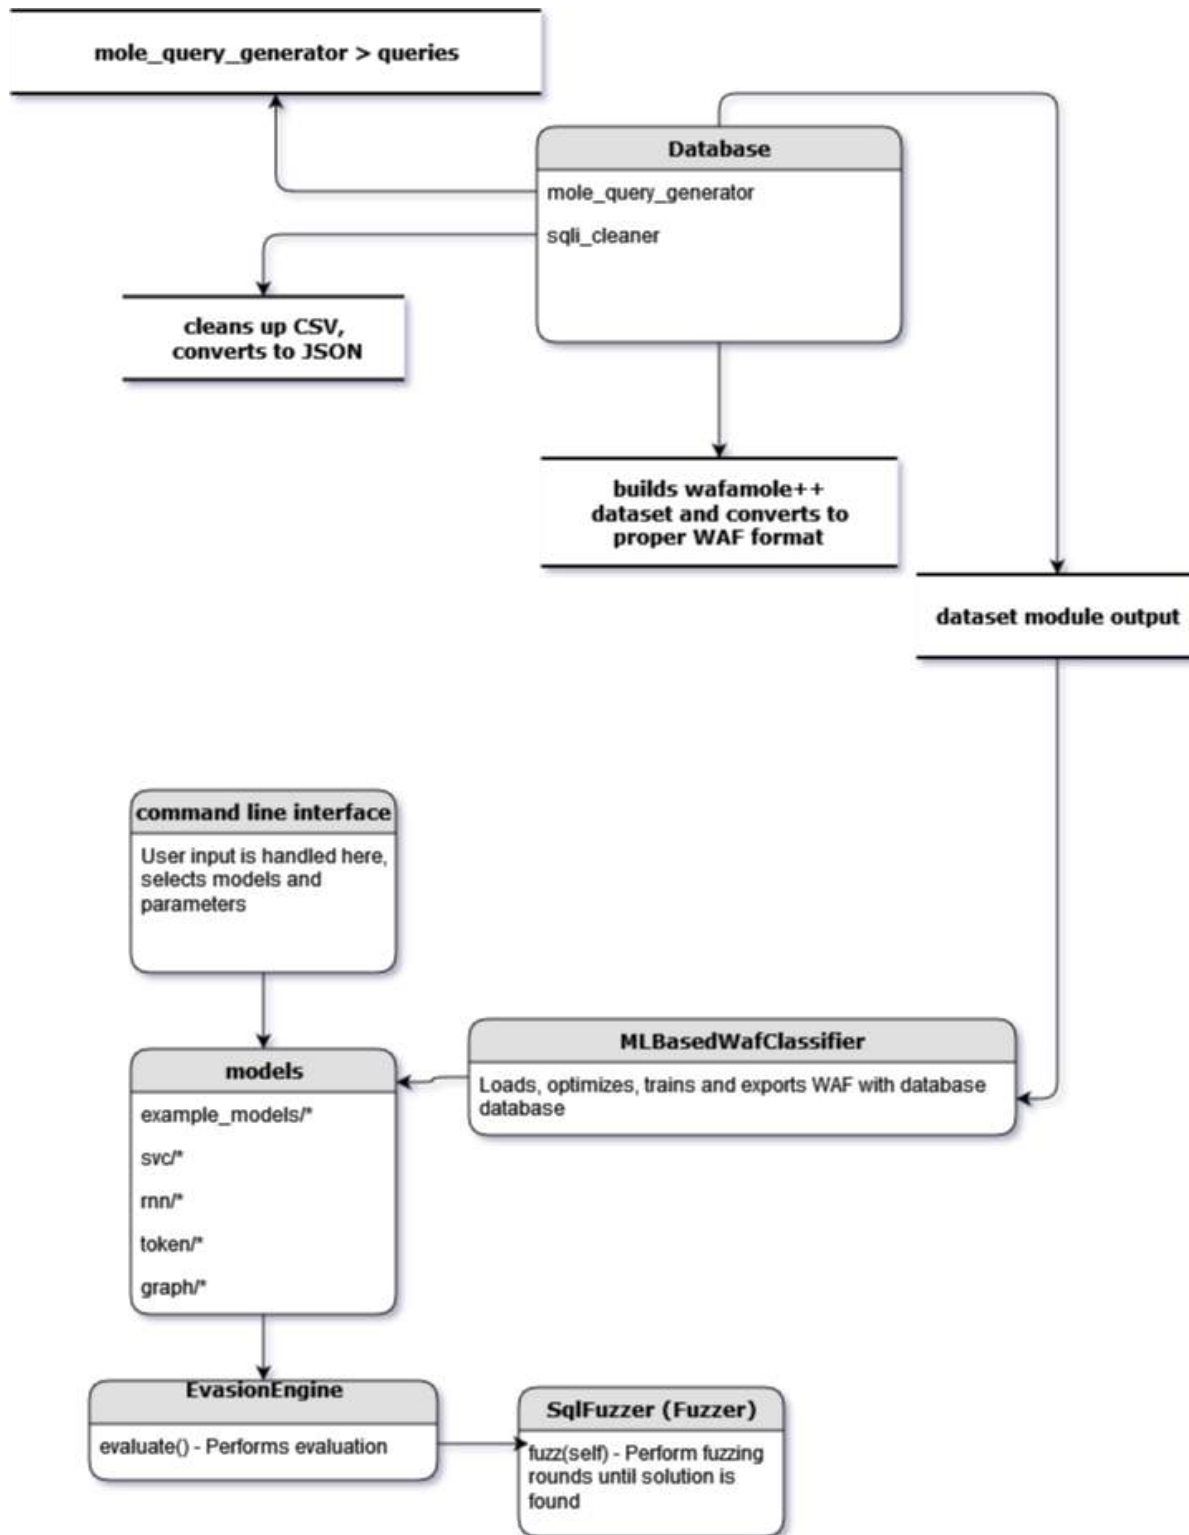 mole_query_generator > queries
Database
mole_query_generator
sqli_cleaner
cleans up CSV,
converts to JSON
builds wafamole++
dataset and converts to
proper WAF format
dataset module output
command line interface
User input is handled here,
selects models and
parameters
MLBasedWafClassifier
Loads, optimizes, trains and exports WAF with database
database
models
example_models/*
svc/*
rnn/*
token/*
graph/*
EvasionEngine
evaluate() - Performs evaluation
SqlFuzzer (Fuzzer)
fuzz(self) - Perform fuzzing
rounds until solution is
found